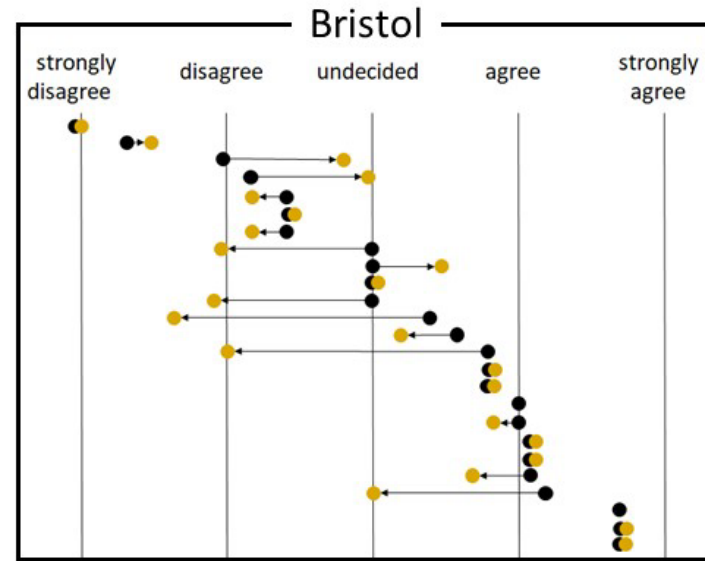 Bristol
strongly
disagree
disagree
undecided
agree
strongly
agree